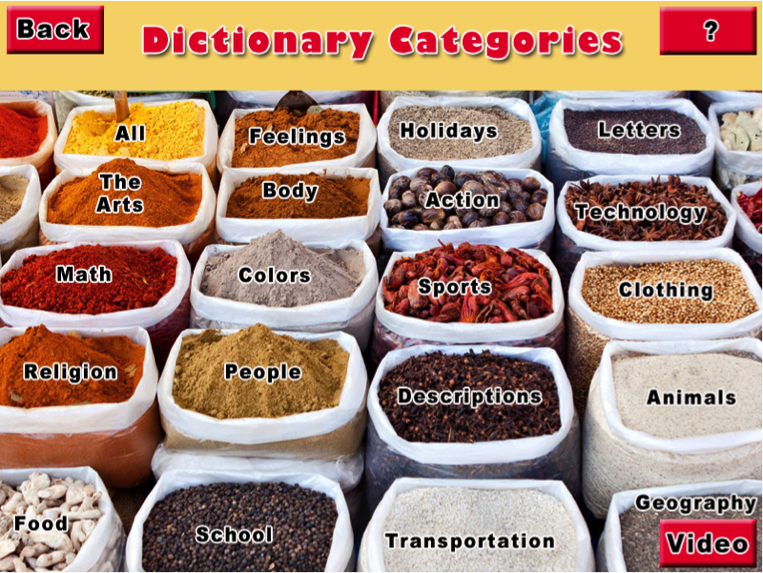 Back
Dictionary Categories
?
All
Feelings
Holidays
Letters
The
Arts
Body
Action
Technology
Math
Colors
Sports
Clothing
Religion
People
Descriptions
Animals
Food
School
Transportation
Geography
Video